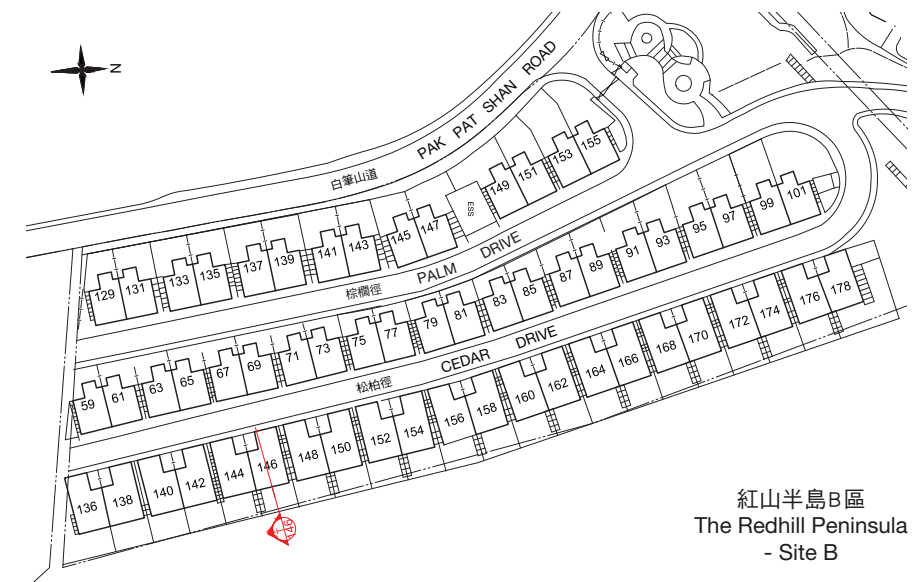 N
白筆山道 PAK PAT SHAN ROAD
149 151 153 155
ESS
129 131 133 135 137 139 141 143 145 147
棕櫚徑 PALM DRIVE
59 61 63 65 67 69 71 73 75 77 79 81 83 85 87 89 91 93 95 97 99 101
松柏徑 CEDAR DRIVE
136 138 140 142 144 146 148 150 152 154 156 158 160 162 164 166 168 170 172 174 176 178
紅山半島B區
The Redhill Peninsula
- Site B